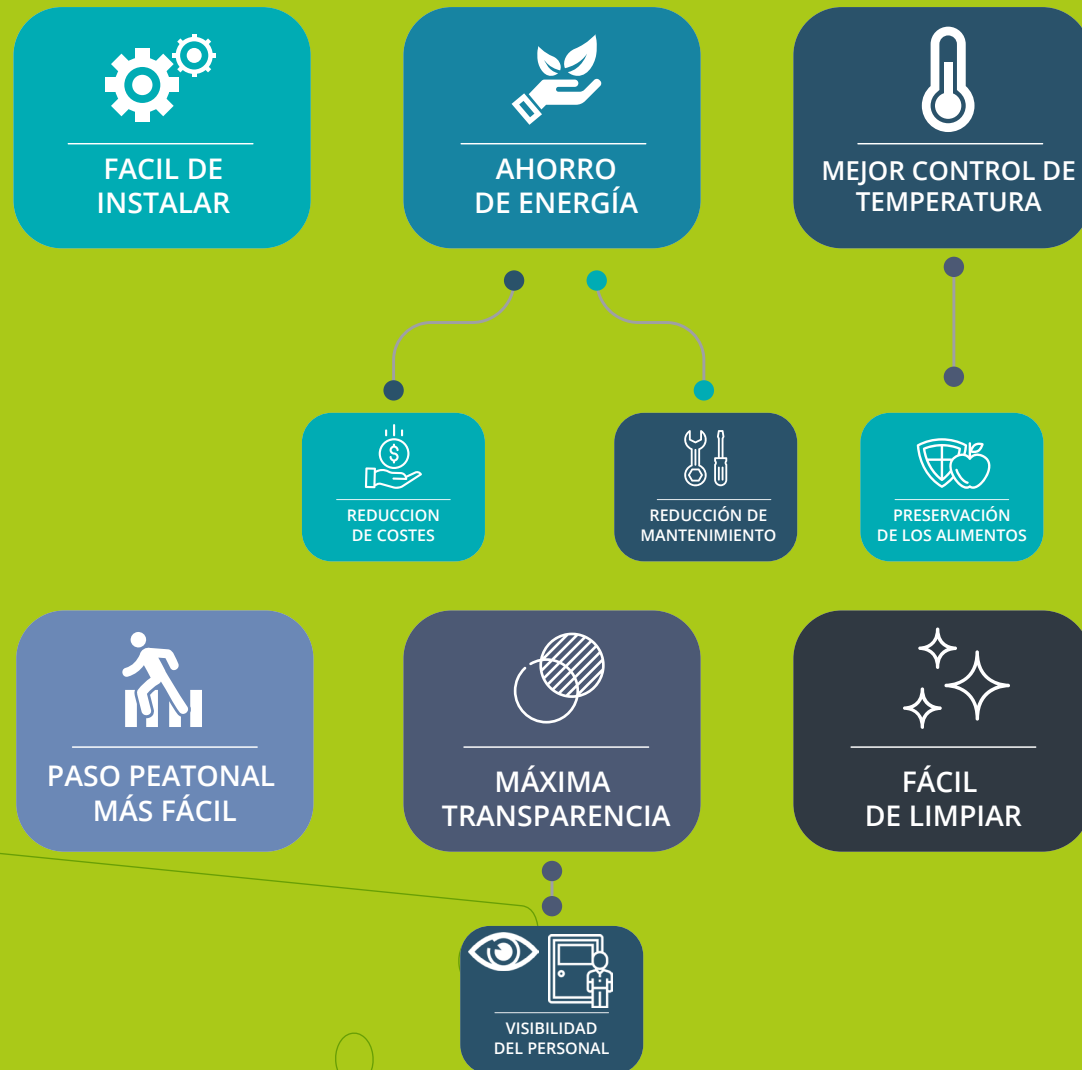 FACIL DE
INSTALAR
AHORRO
DE ENERGÍA
MEJOR CONTROL DE
TEMPERATURA
$
REDUCCION
DE COSTES
REDUCCIÓN DE
MANTENIMIENTO
PRESERVACIÓN
DE LOS ALIMENTOS
PASO PEATONAL
MÁS FÁCIL
MÁXIMA
TRANSPARENCIA
FÁCIL
DE LIMPIAR
VISIBILIDAD
DEL PERSONAL